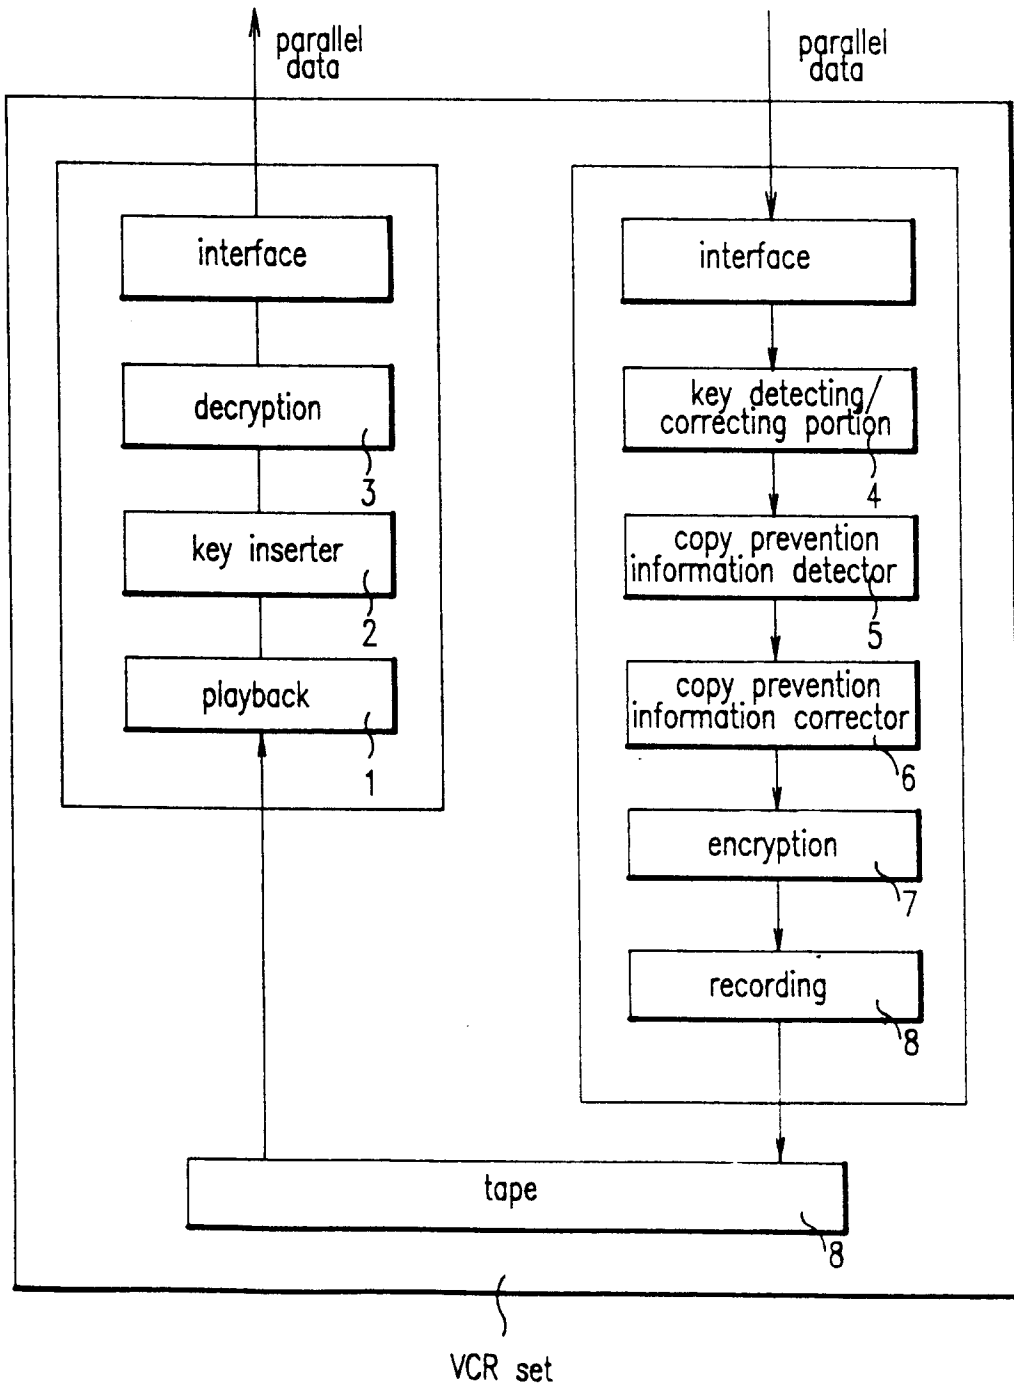 parallel
data
interface
decryption
3
key inserter
2
playback
1
parallel
data
interface
key detecting/
correcting portion
4
copy prevention
information detector
5
copy prevention
information corrector
6
encryption
7
recording
8
tape
8
VCR set